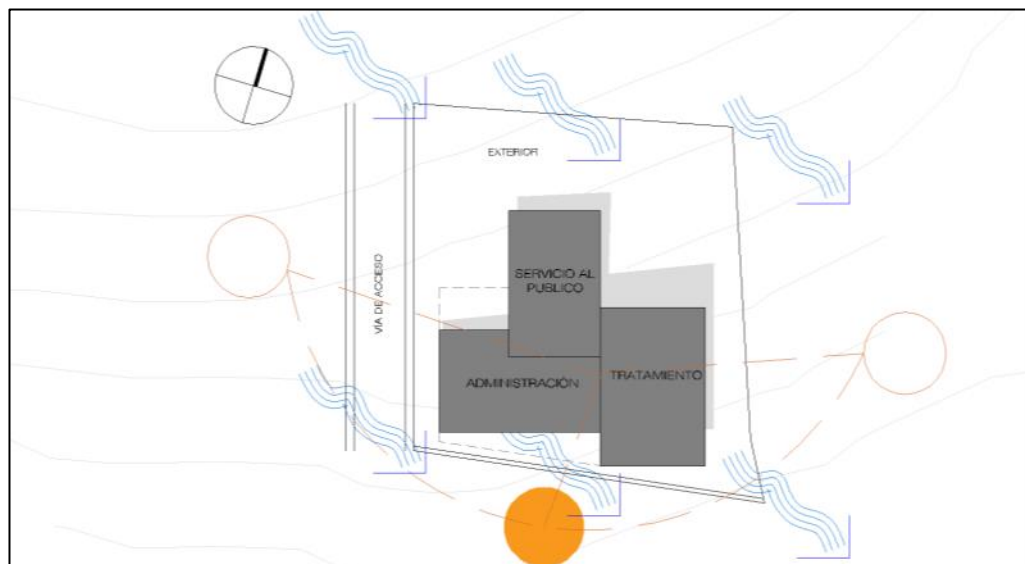 EXTERIOR
SERVICIO AL
PUBLICO
VÍA DE ACCESO
ADMINISTRACIÓN
TRATAMIENTO